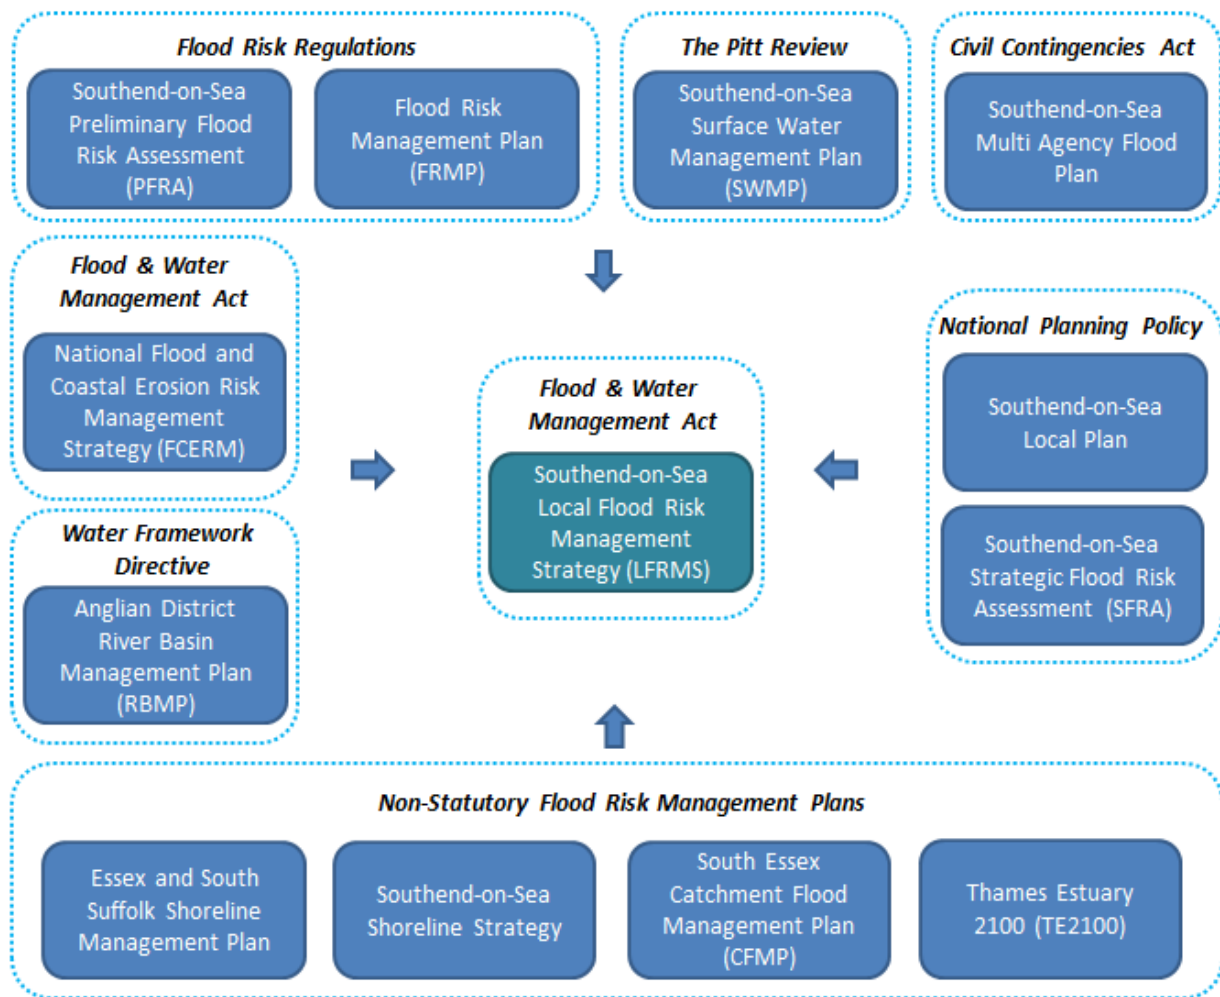 Flood Risk Regulations
Southend-on-Sea
Preliminary Flood
Risk Assessment
(PFRA)
Flood Risk
Management Plan
(FRMP)
The Pitt Review
Southend-on-Sea
Surface Water
Management Plan
(SWMP)
Civil Contingencies Act
Southend-on-Sea
Multi Agency Flood
Plan
Flood & Water
Management Act
National Flood and
Coastal Erosion Risk
Management
Strategy (FCERM)
Water Framework
Directive
Anglian District
River Basin
Management Plan
(RBMP)
Flood & Water
Management Act
Southend-on-Sea
Local Flood Risk
Management
Strategy (LFRMS)
National Planning Policy
Southend-on-Sea
Local Plan
Southend-on-Sea
Strategic Flood Risk
Assessment (SFRA)
Non-Statutory Flood Risk Management Plans
Essex and South
Suffolk Shoreline
Management Plan
Southend-on-Sea
Shoreline Strategy
South Essex
Catchment Flood
Management Plan
(CFMP)
Thames Estuary
2100 (TE2100)